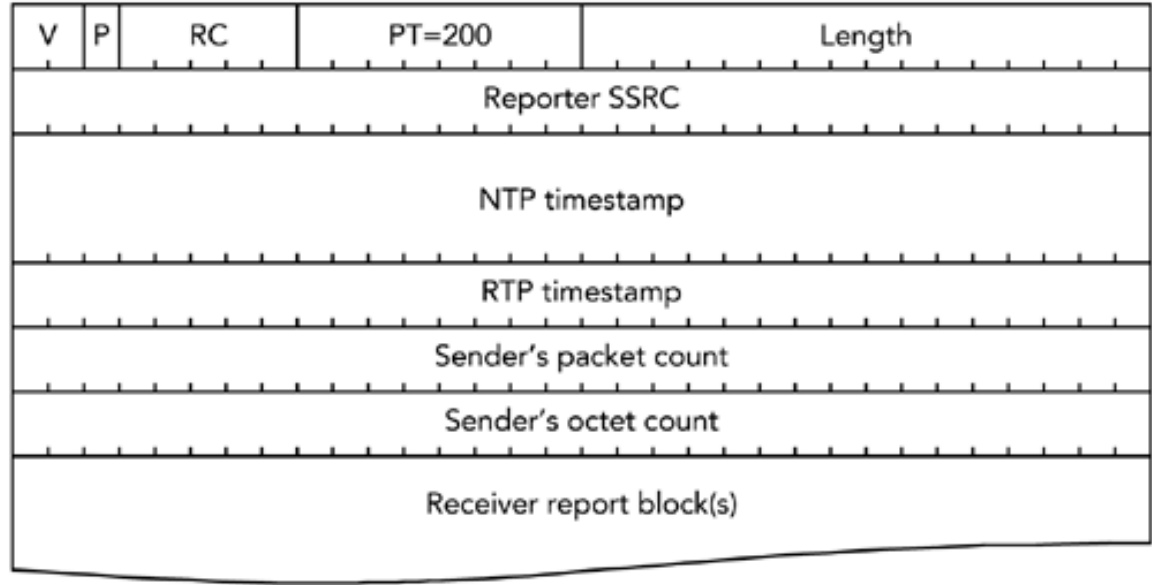 V P RC PT=200 Length
Reporter SSRC
NTP timestamp
RTP timestamp
Sender's packet count
Sender's octet count
Receiver report block(s)